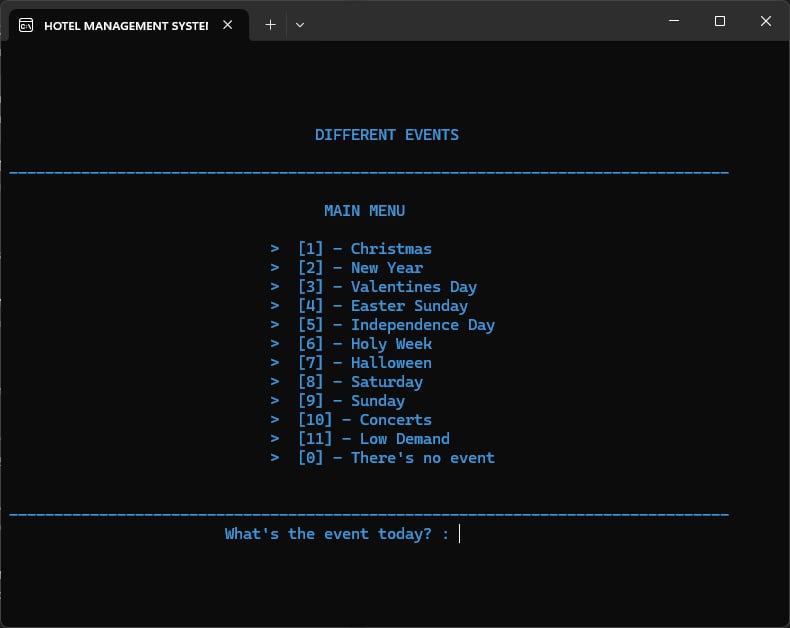 HOTEL MANAGEMENT SYSTE
DIFFERENT EVENTS
MAIN MENU
> [1] - Christmas
> [2] - New Year
> [3] - Valentines Day
> [4] - Easter Sunday
> [5] - Independence Day
> [6] - Holy Week
> [7] - Halloween
> [8] - Saturday
> [9] - Sunday
> [10] - Concerts
> [11] - Low Demand
> [0] - There's no event
What's the event today? :